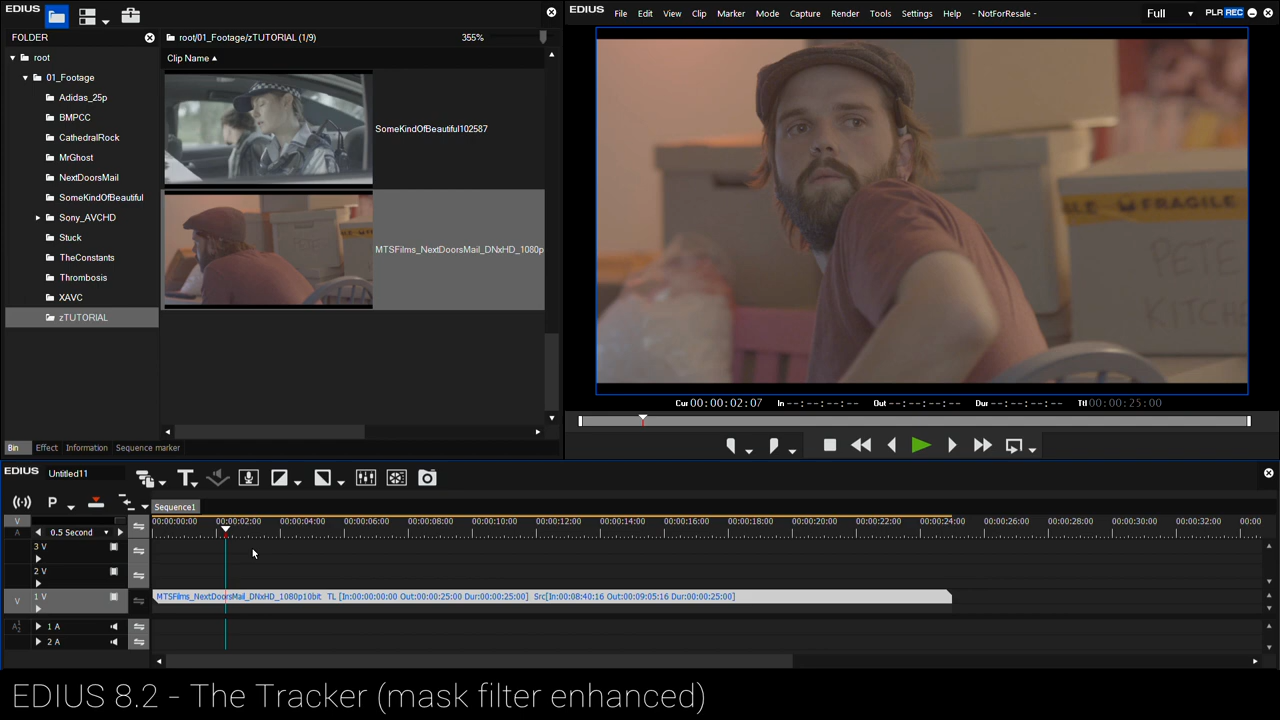 EDIUS
FOLDER
root/01_Footage/zTUTORIAL (1/9)
355%
Clip Name
root
01_Footage
Adidas_25p
BMPCC
CathedralRock
MrGhost
NextDoorsMail
SomeKindOfBeautiful
Sony_AVCHD
Stuck
TheConstants
Thrombosis
XAVC
zTUTORIAL
SomeKindOfBeautiful102587
MTSFilms_NextDoorsMail_DNxHD_1080p
Bin Effect Information Sequence marker
EDIUS File Edit View Clip Marker Mode Capture Render Tools Settings Help - NotForResale - Full PLR REC
FRAGILE
PETE
KITCHE
Cur 00:00:02:07 In --:--:--:-- Out --:--:--:-- Dur --:--:--:-- Ttl 00:00:25:00
EDIUS Untitled11
T
P
Sequence1
V
A
0.5 Second
00:00:00:00 00:00:02:00 00:00:04:00 00:00:06:00 00:00:08:00 00:00:10:00 00:00:12:00 00:00:14:00 00:00:16:00 00:00:18:00 00:00:20:00 00:00:22:00 00:00:24:00 00:00:26:00 00:00:28:00 00:00:30:00 00:00:32:00 00:00
3 V
2 V
V 1 V
MTSFilms_NextDoorsMail_DNxHD_1080p10bit TL [In:00:00:00:00 Out:00:00:25:00 Dur:00:00:25:00] Src[In:00:08:40:16 Out:00:09:05:16 Dur:00:00:25:00]
1 A
2 A
EDIUS 8.2 - The Tracker (mask filter enhanced)